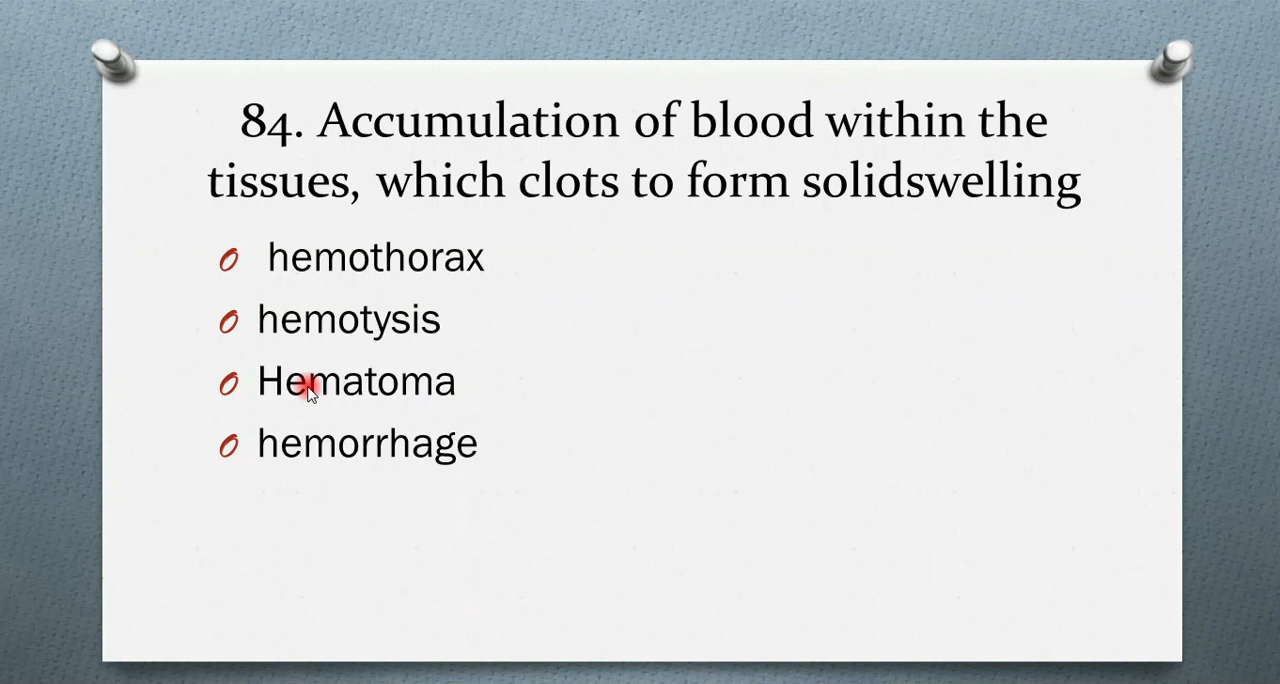 84. Accumulation of blood within the
tissues, which clots to form solidswelling
hemothorax
hemotysis
Hematoma
hemorrhage